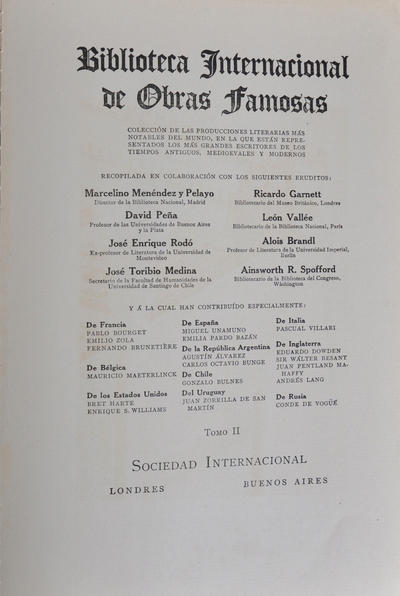 Biblioteca Internacional
de Obras Famosas
COLECCIÓN DE LAS PRODUCCIONES LITERARIAS MÁS
NOTABLES DEL MUNDO, EN LA QUE ESTÁN REPRE-
SENTADOS LOS MÁS GRANDES ESCRITORES DE LOS
TIEMPOS ANTIGUOS, MEDIOEVALES Y MODERNOS
RECOPILADA EN COLABORACIÓN CON LOS SIGUIENTES ERUDITOS:
Marcelino Menéndez y Pelayo
Director de la Biblioteca Nacional, Madrid
David Peña
Profesor de las Universidades de Buenos Aires
y la Plata
José Enrique Rodó
Ex-profesor de Literatura de la Universidad de
Montevideo
José Toribio Medina
Secretario de la Facultad de Humanidades de la
Universidad de Santiago de Chile
Ricardo Garnett
Bibliotecario del Museo Británico, Londres
León Vallée
Bibliotecario de la Biblioteca Nacional, París
Alois Brandl
Profesor de Literatura de la Universidad Imperial,
Berlín
Ainsworth R. Spofford
Bibliotecario de la Biblioteca del Congreso,
Wáshington
Y Á LA CUAL HAN CONTRIBUÍDO ESPECIALMENTE:
De Francia
PABLO BOURGET
EMILIO ZOLA
FERNANDO BRUNETIÈRE
De Bélgica
MAURICIO MAETERLINCK
De los Estados Unidos
BRET HARTE
ENRIQUE S. WILLIAMS
De España
MIGUEL UNAMUNO
EMILIA PARDO BAZÁN
De la República Argentina
AGUSTÍN ÁLVAREZ
CARLOS OCTAVIO BUNGE
De Chile
GONZALO BULNES
Del Uruguay
JUAN ZORRILLA DE SAN
MARTÍN
De Italia
PASCUAL VILLARI
De Inglaterra
EDUARDO DOWDEN
SIR WÁLTER BESANT
JUAN PENTLAND MA-
HAFFY
ANDRÉS LANG
De Rusia
CONDE DE VOGÜÉ
TOMO II
SOCIEDAD INTERNACIONAL
LONDRES
BUENOS AIRES